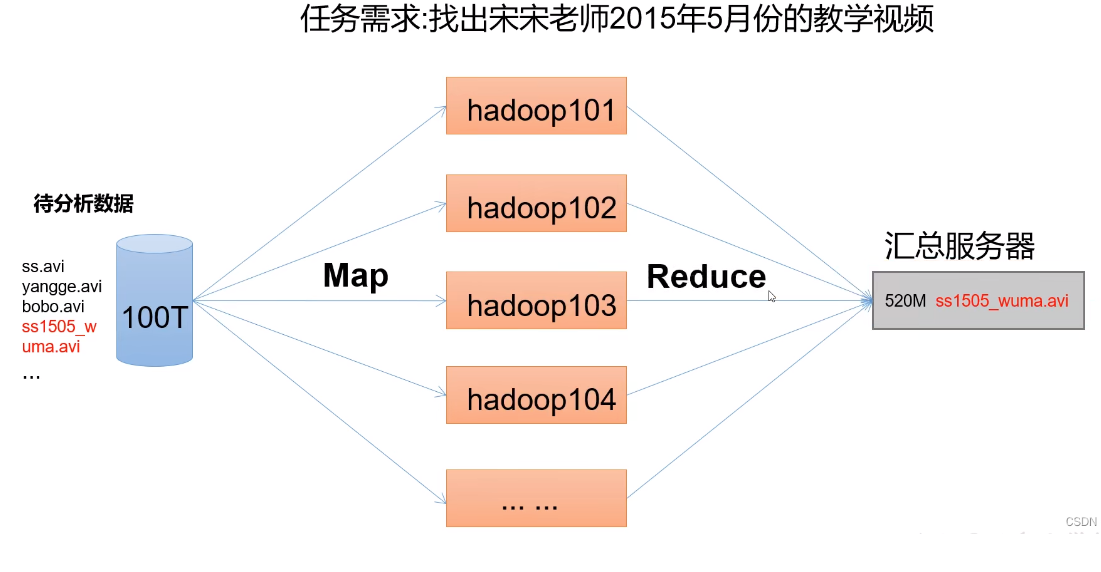 任务需求:找出宋宋老师2015年5月份的教学视频
hadoop101
hadoop102
待分析数据
汇总服务器
ss.avi
yangge.avi
bobo.avi
ss1505_w
uma.avi
...
100T
Map
Reduce
hadoop103
520M ss1505_wuma.avi
hadoop104
... ...
CSDN